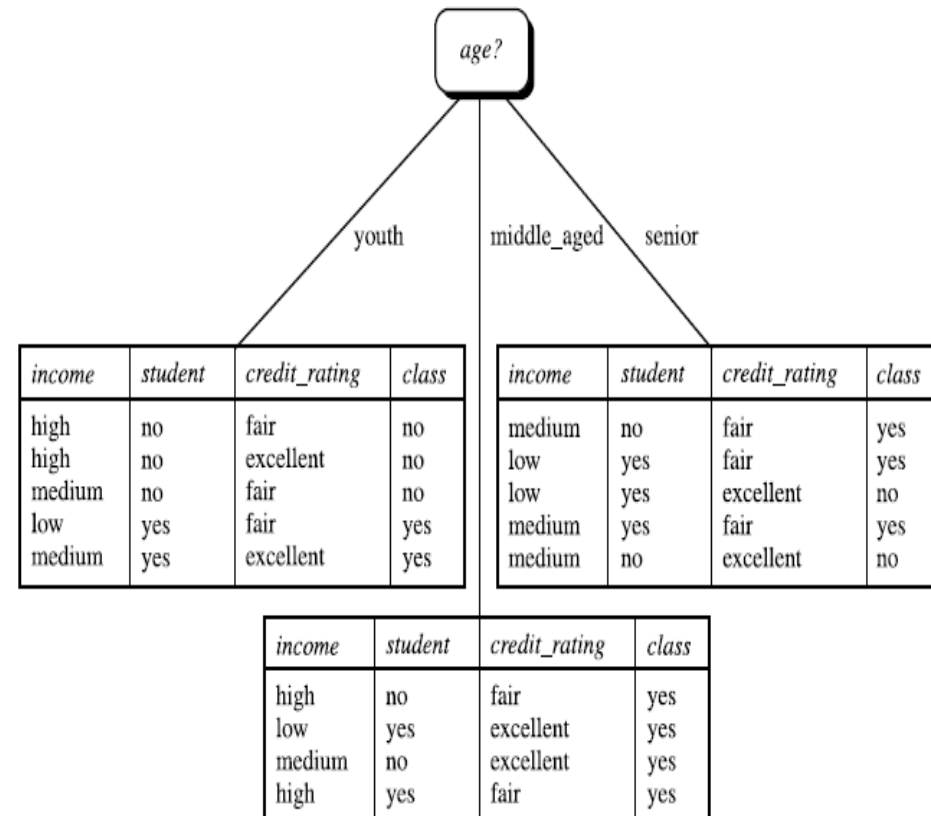 age?
youth
middle_aged
senior
income student credit_rating class
high no fair no
high no excellent no
medium no fair no
low yes fair yes
medium yes excellent yes
income student credit_rating class
medium no fair yes
low yes fair yes
low yes excellent no
medium yes fair yes
medium no excellent no
income student credit_rating class
high no fair yes
low yes excellent yes
medium no excellent yes
high yes fair yes